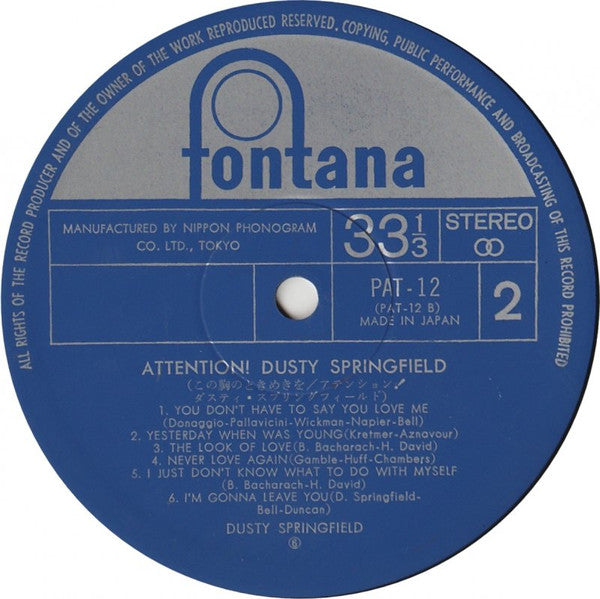 ALL RIGHTS OF THE RECORD PRODUCER AND OF THE OWNER OF THE WORK REPRODUCED RESERVED. COPYING, PUBLIC PERFORMANCE AND BROADCASTING OF THIS RECORD PROHIBITED
fontana
MANUFACTURED BY NIPPON PHONOGRAM
CO. LTD., TOKYO
33 1/3
STEREO
PAT-12
(PAT-12 B)
MADE IN JAPAN
2
ATTENTION! DUSTY SPRINGFIELD
(この胸のときめきを/アテンション!
ダスティ・スプリングフィールド)
1. YOU DON'T HAVE TO SAY YOU LOVE ME
(Donaggio-Pallavicini-Wickman-Napier-Bell)
2. YESTERDAY WHEN WAS YOUNG(Kretmer-Aznavour)
3. THE LOOK OF LOVE(B. Bacharach-H. David)
4. NEVER LOVE AGAIN(Gamble-Huff-Chambers)
5. I JUST DON'T KNOW WHAT TO DO WITH MYSELF
(B. Bacharach-H. David)
6. I'M GONNA LEAVE YOU(D. Springfield-
Bell-Duncan)
DUSTY SPRINGFIELD